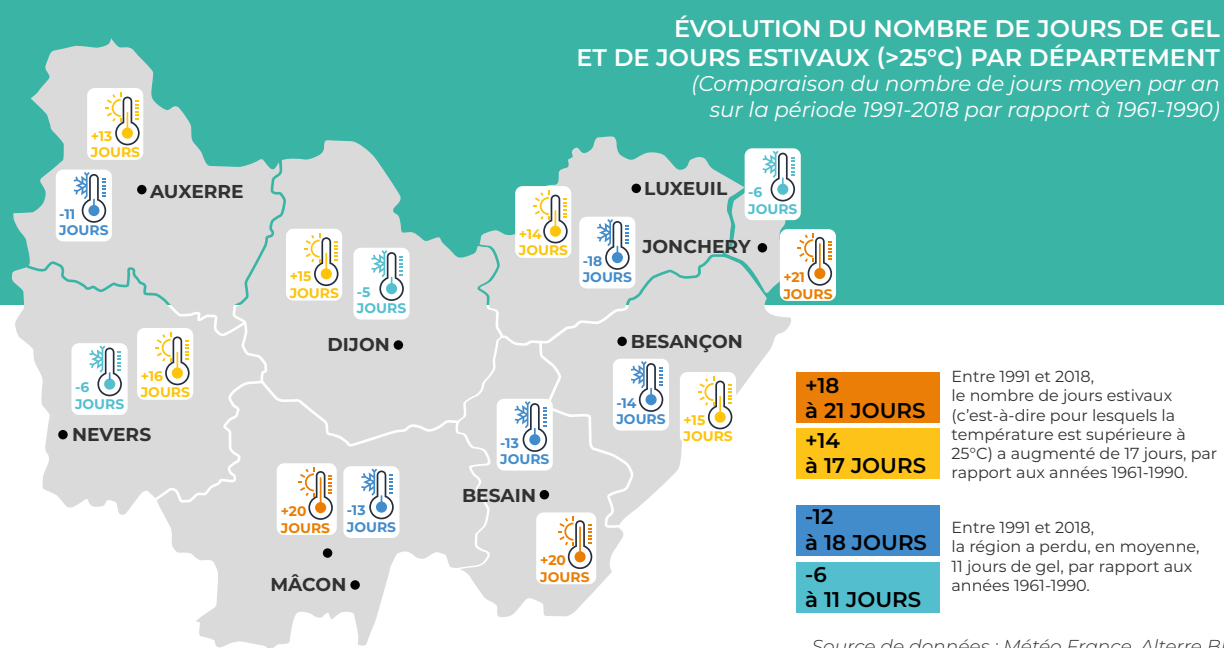 ÉVOLUTION DU NOMBRE DE JOURS DE GEL
ET DE JOURS ESTIVAUX (>25°C) PAR DÉPARTEMENT
(Comparaison du nombre de jours moyen par an
sur la période 1991-2018 par rapport à 1961-1990)
+13
JOURS
-11
JOURS
AUXERRE
+14
JOURS
-18
JOURS
LUXEUIL
-6
JOURS
JONCHERY
+21
JOURS
+15
JOURS
-5
JOURS
DIJON
-6
JOURS
+16
JOURS
NEVERS
BESANÇON
-14
JOURS
+15
JOURS
-13
JOURS
BESAIN
+20
JOURS
+20
JOURS
-13
JOURS
MÂCON
+18
à 21 JOURS
+14
à 17 JOURS
Entre 1991 et 2018,
le nombre de jours estivaux
(c'est-à-dire pour lesquels la
température est supérieure à
25°C) a augmenté de 17 jours, par
rapport aux années 1961-1990.
-12
à 18 JOURS
-6
à 11 JOURS
Entre 1991 et 2018,
la région a perdu, en moyenne,
11 jours de gel, par rapport aux
années 1961-1990.
Source de données : Météo France, Alterre